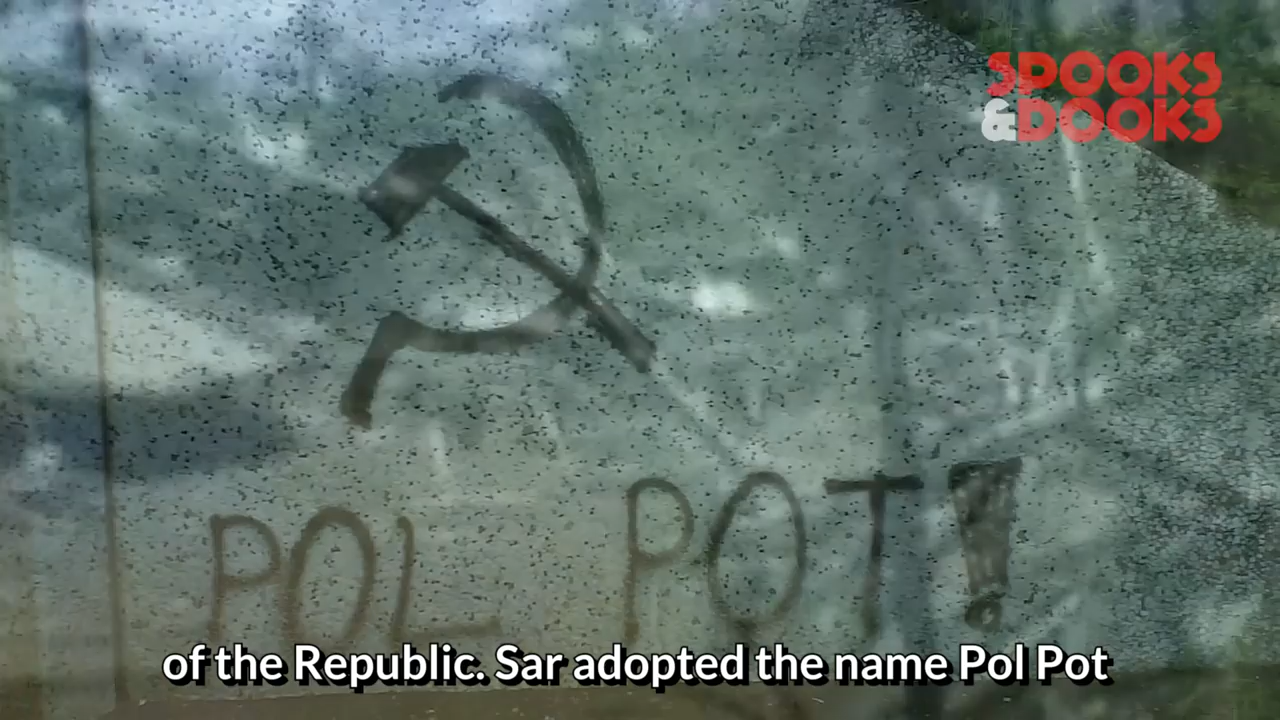 SPOOKS
&DOOKS
POL POT!
of the Republic. Sar adopted the name Pol Pot